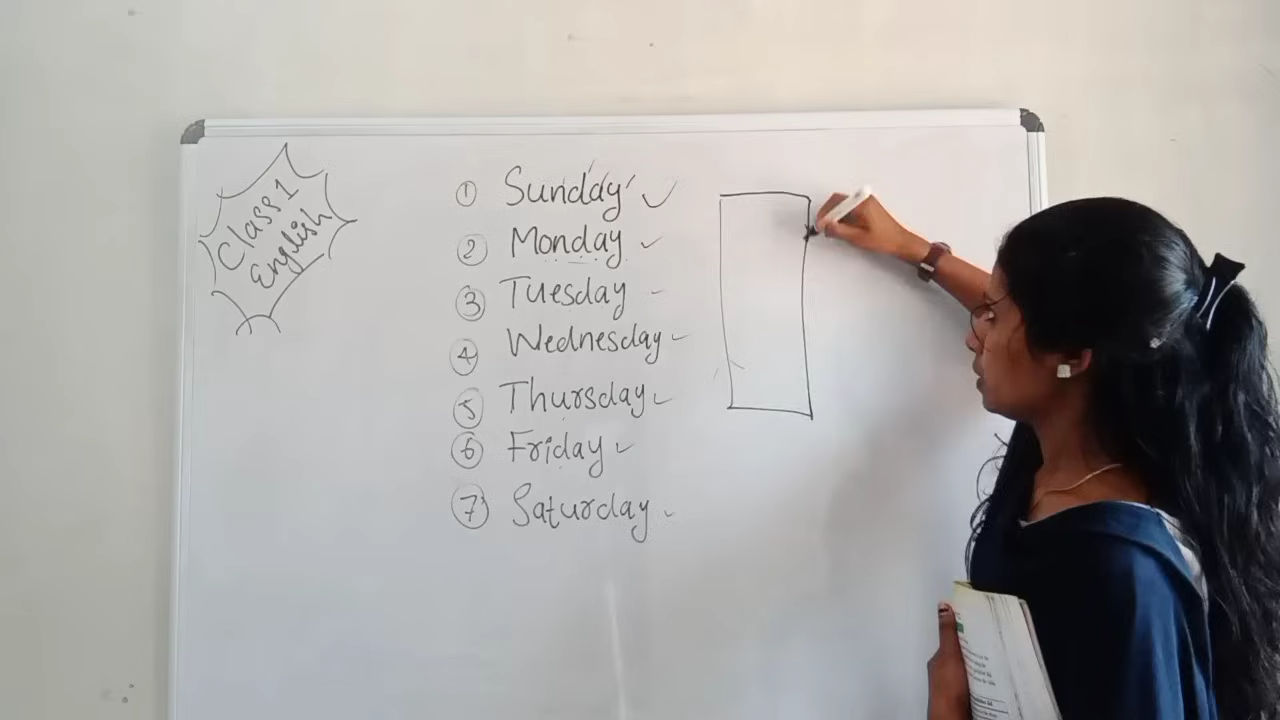 Class 1
English
① Sunday ✓
② Monday ✓
③ Tuesday -
④ Wednesday ✓
⑤ Thursday ✓
⑥ Friday ✓
⑦ Saturday ✓